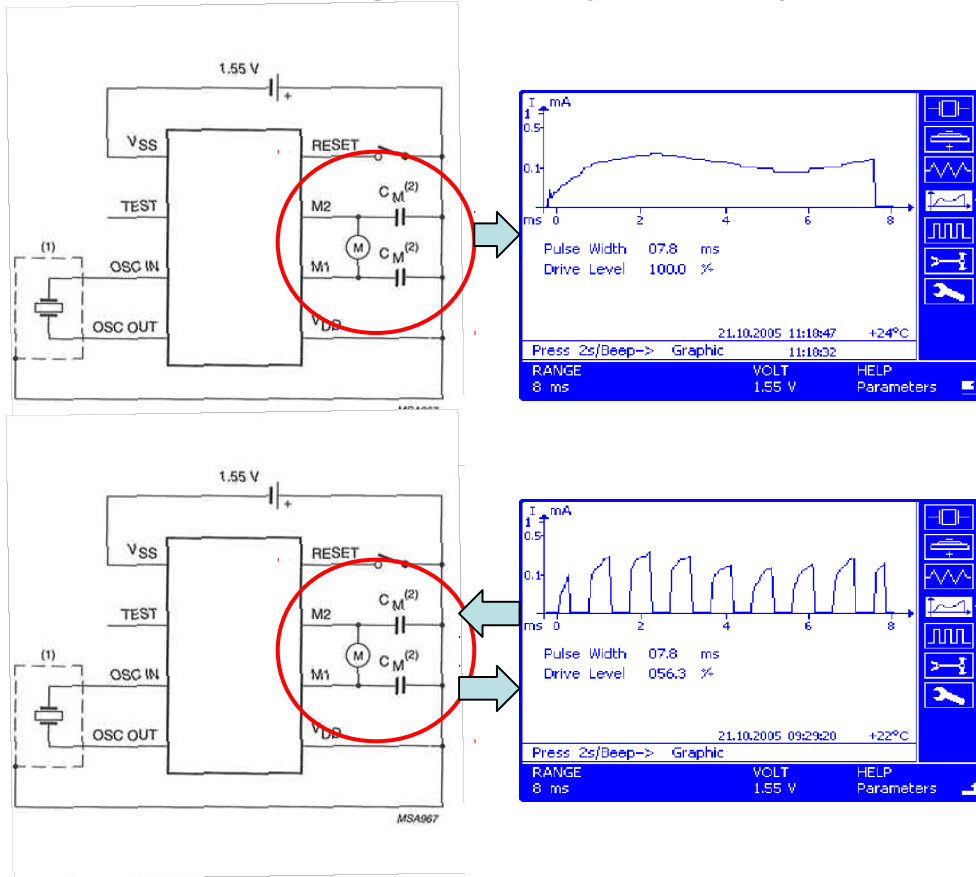 1.55 V
+
VSS
RESET
TEST
M2
CM(2)
(1)
M
CM(2)
OSC IN
M1
OSC OUT
VDD
I mA
1
0.5
0.1
ms 0 2 4 6 8
Pulse Width 07.8 ms
Drive Level 100.0 %
21.10.2005 11:18:47 +24°C
Press 2s/Beep-> Graphic 11:18:32
RANGE VOLT HELP
8 ms 1.55 V Parameters
1.55 V
+
VSS
RESET
TEST
M2
CM(2)
(1)
M
CM(2)
OSC IN
M1
OSC OUT
VDD
MSA967
I mA
1
0.5
0.1
ms 0 2 4 6 8
Pulse Width 07.8 ms
Drive Level 056.3 %
21.10.2005 09:29:20 +22°C
Press 2s/Beep-> Graphic
RANGE VOLT HELP
8 ms 1.55 V Parameters